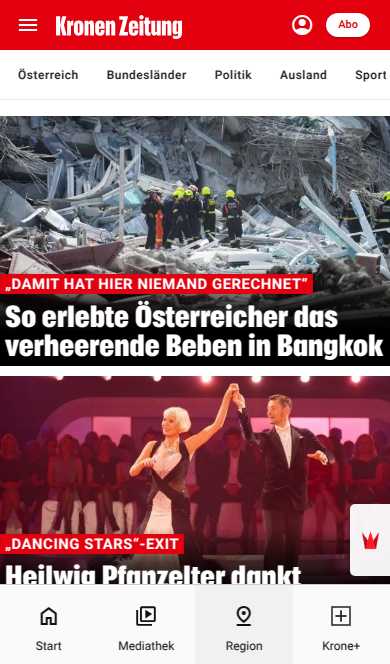 Kronen Zeitung
Abo
Österreich Bundesländer Politik Ausland Sport
„DAMIT HAT HIER NIEMAND GERECHNET“
So erlebte Österreicher das
verheerende Beben in Bangkok
„DANCING STARS“-EXIT
Heilwig Pfanzelter dankt
Start Mediathek Region Krone+